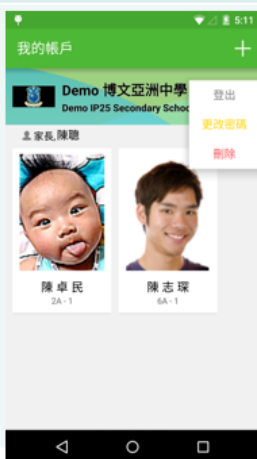 5:11
我的帳戶
Demo 博文亞洲中學
Demo IP25 Secondary Schoo
登出
更改密碼
刪除
家長,陳聰
陳卓民
陳志琛
2A - 1
6A - 1